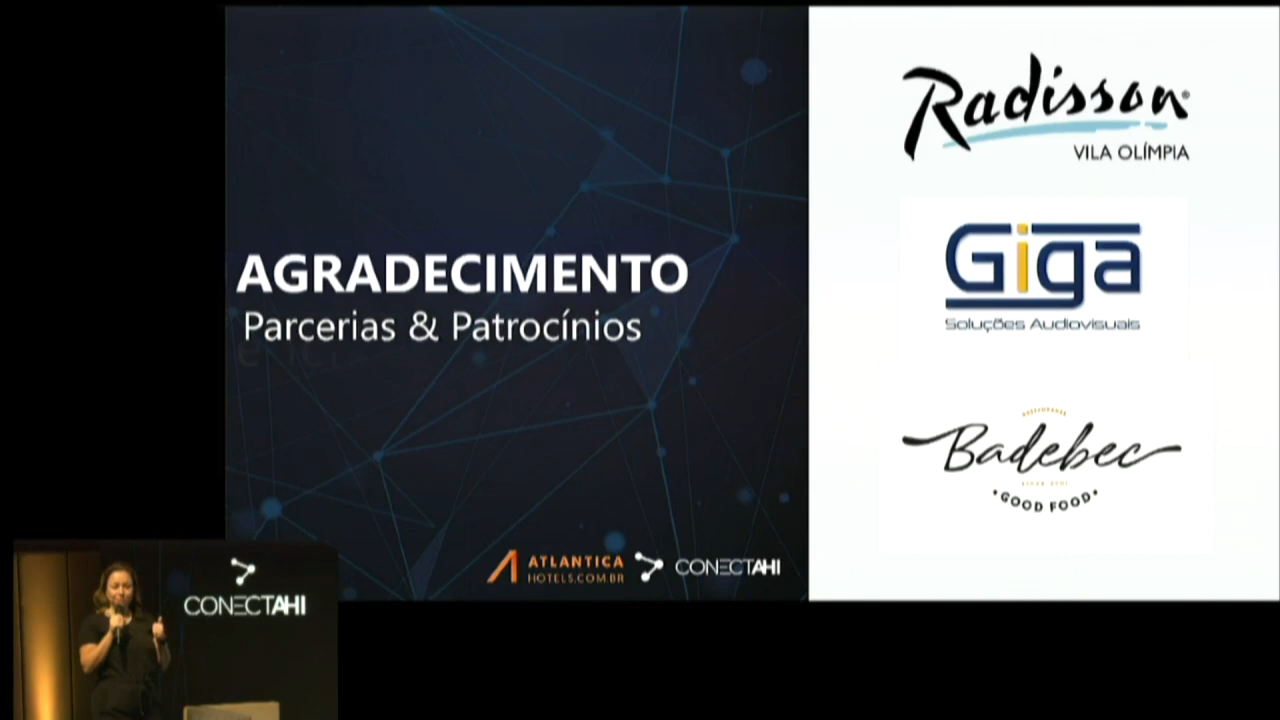 AGRADECIMENTO
Parcerias & Patrocínios
ATLANTICA
HOTELS.COM.BR
CONECTAHI
Radisson®
VILA OLÍMPIA
Giga
Soluções Audiovisuais
Badebec
GOOD FOOD
CONECTAHI